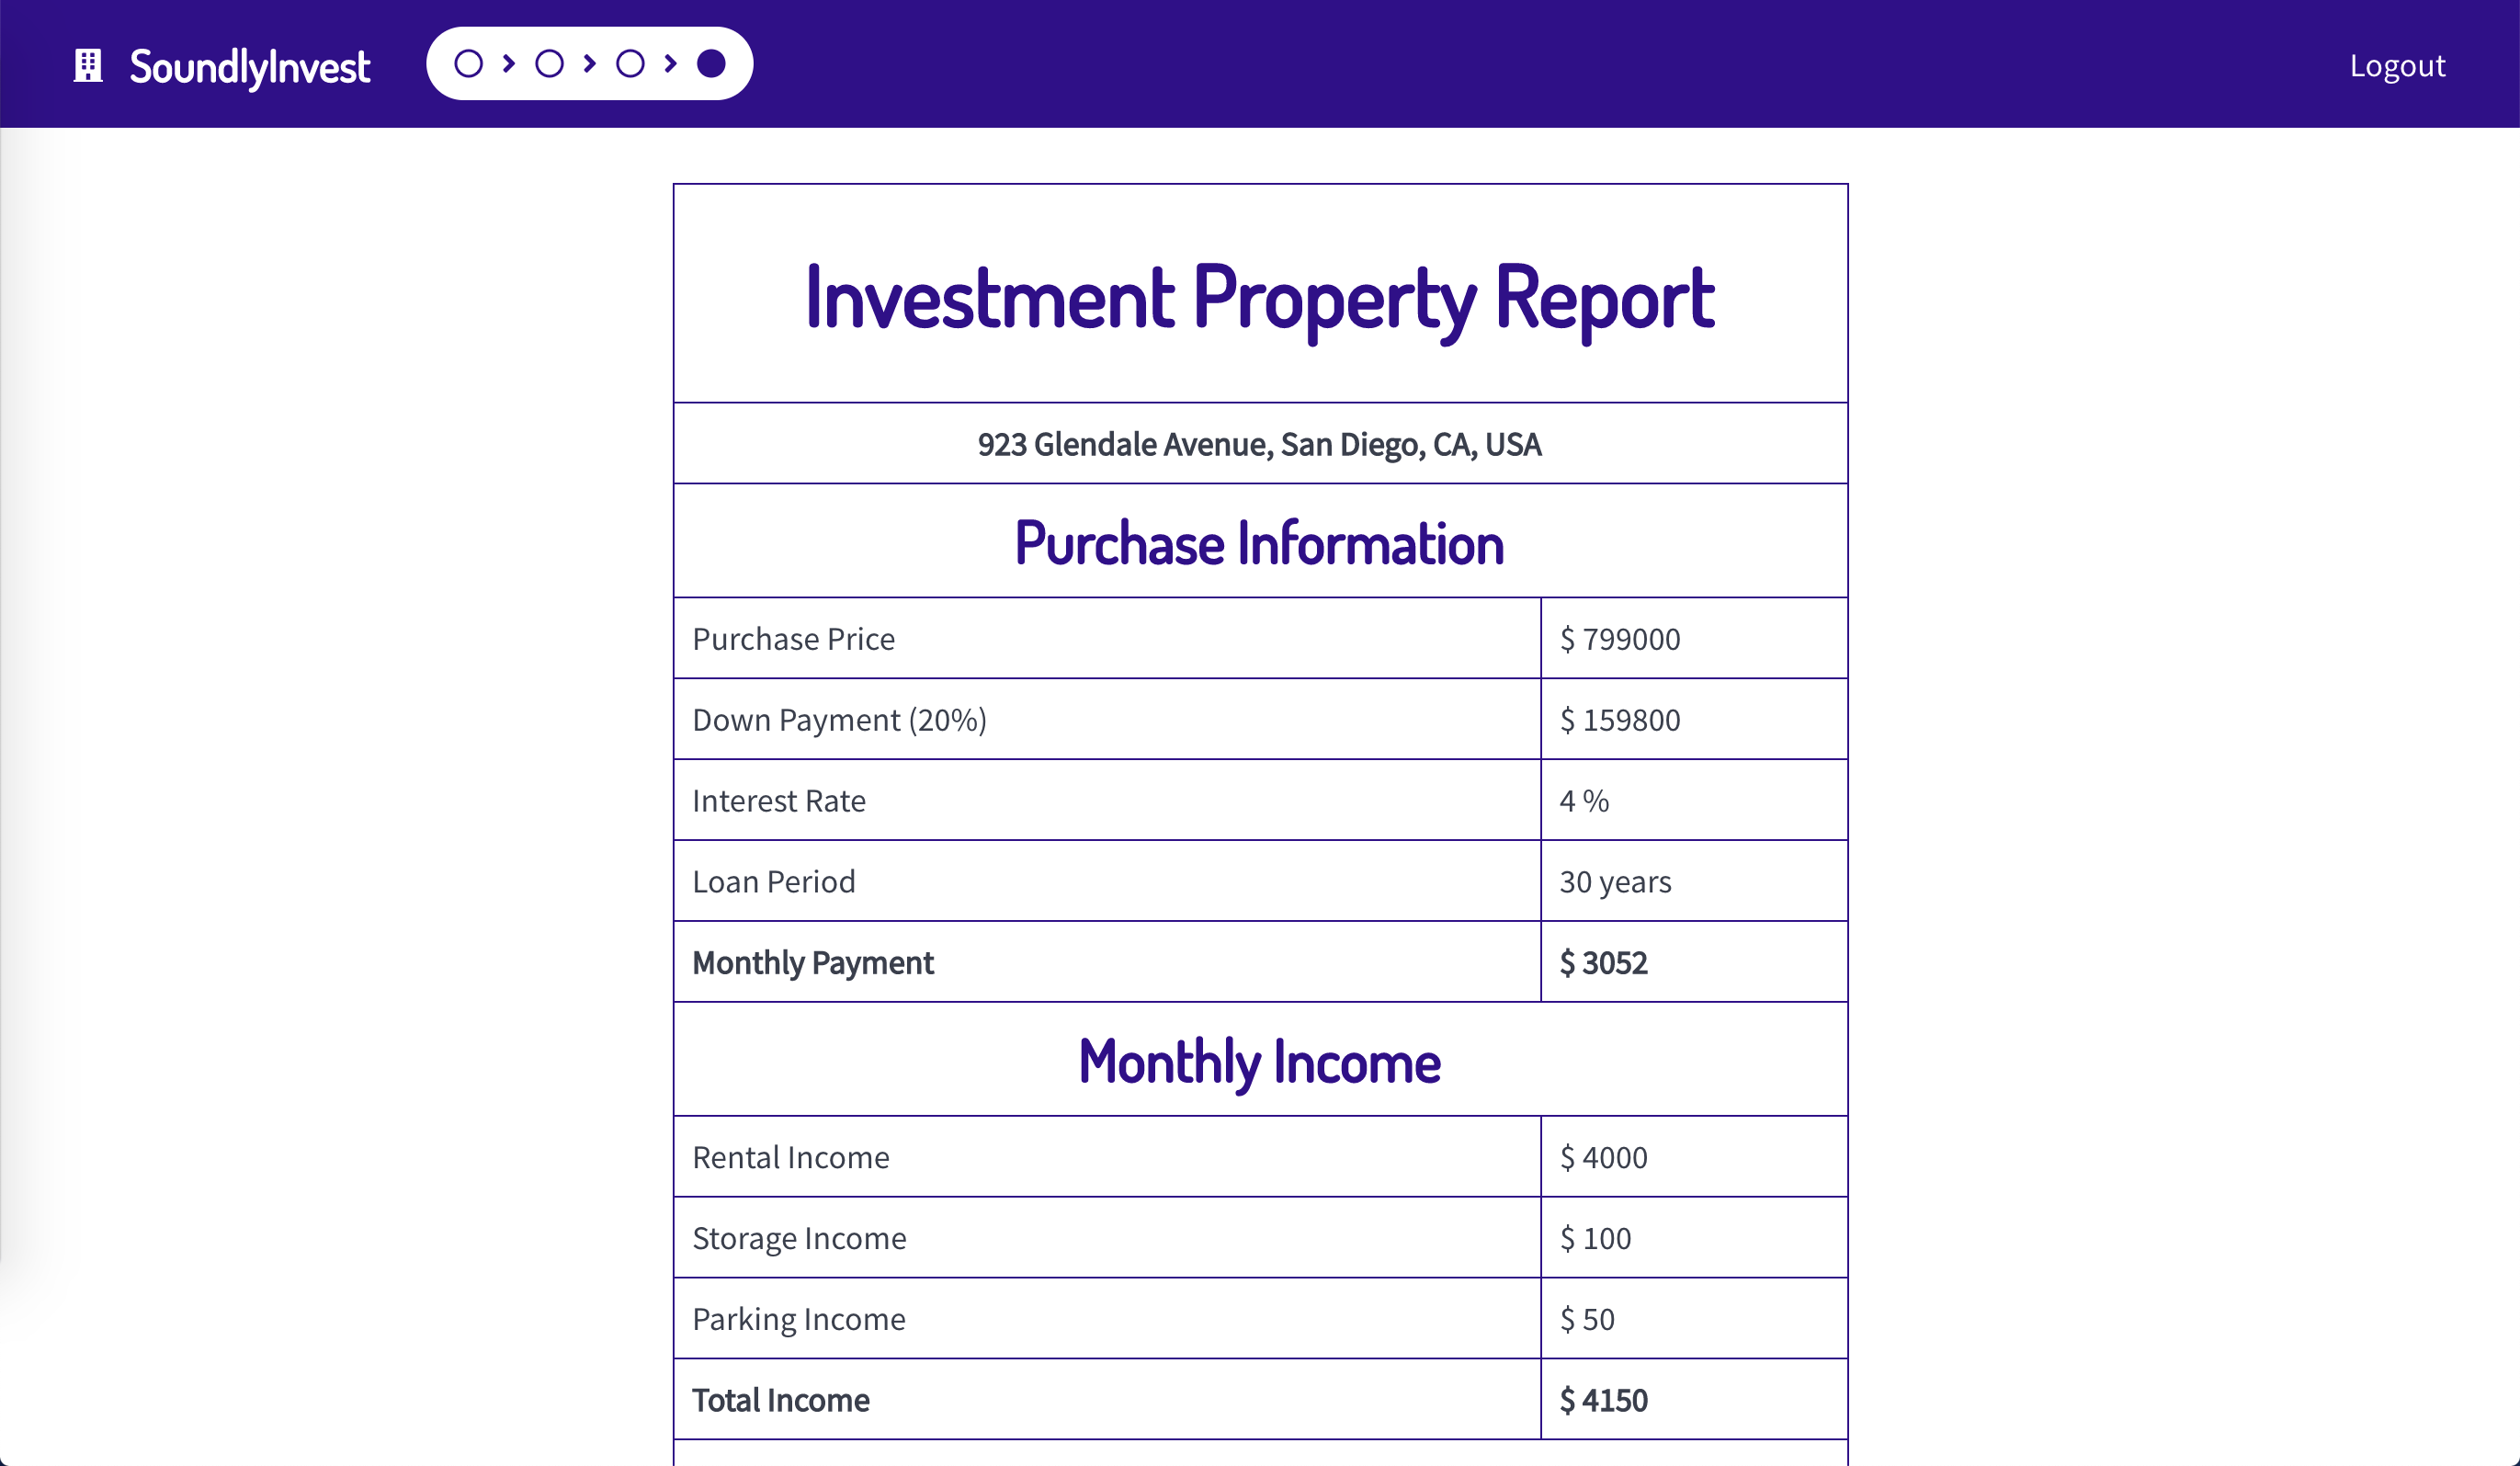 SoundlyInvest
Logout
Investment Property Report
923 Glendale Avenue, San Diego, CA, USA
Purchase Information
Purchase Price $ 799000
Down Payment (20%) $ 159800
Interest Rate 4 %
Loan Period 30 years
Monthly Payment $ 3052
Monthly Income
Rental Income $ 4000
Storage Income $ 100
Parking Income $ 50
Total Income $ 4150